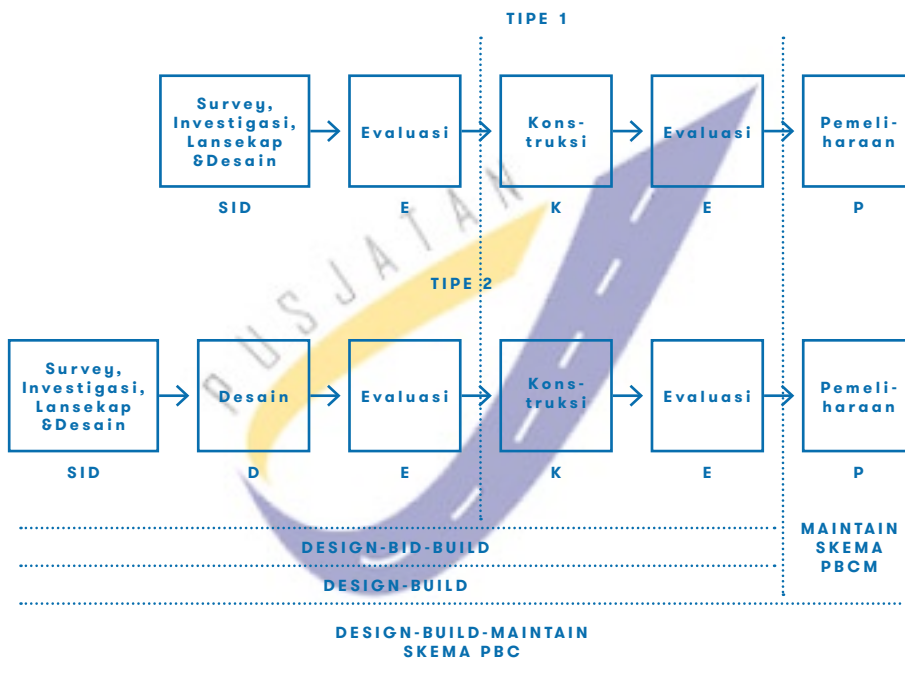 TIPE 1
Survey,
Investigasi,
Lansekap
&Desain
Evaluasi
Kons-
truksi
Evaluasi
Pemeli-
haraan
SID
E
K
E
P
PUSJATAN
TIPE 2
Survey,
Investigasi,
Lansekap
&Desain
Desain
Evaluasi
Kons-
truksi
Evaluasi
Pemeli-
haraan
SID
D
E
K
E
P
DESIGN-BID-BUILD
DESIGN-BUILD
MAINTAIN
SKEMA
PBCM
DESIGN-BUILD-MAINTAIN
SKEMA PBC